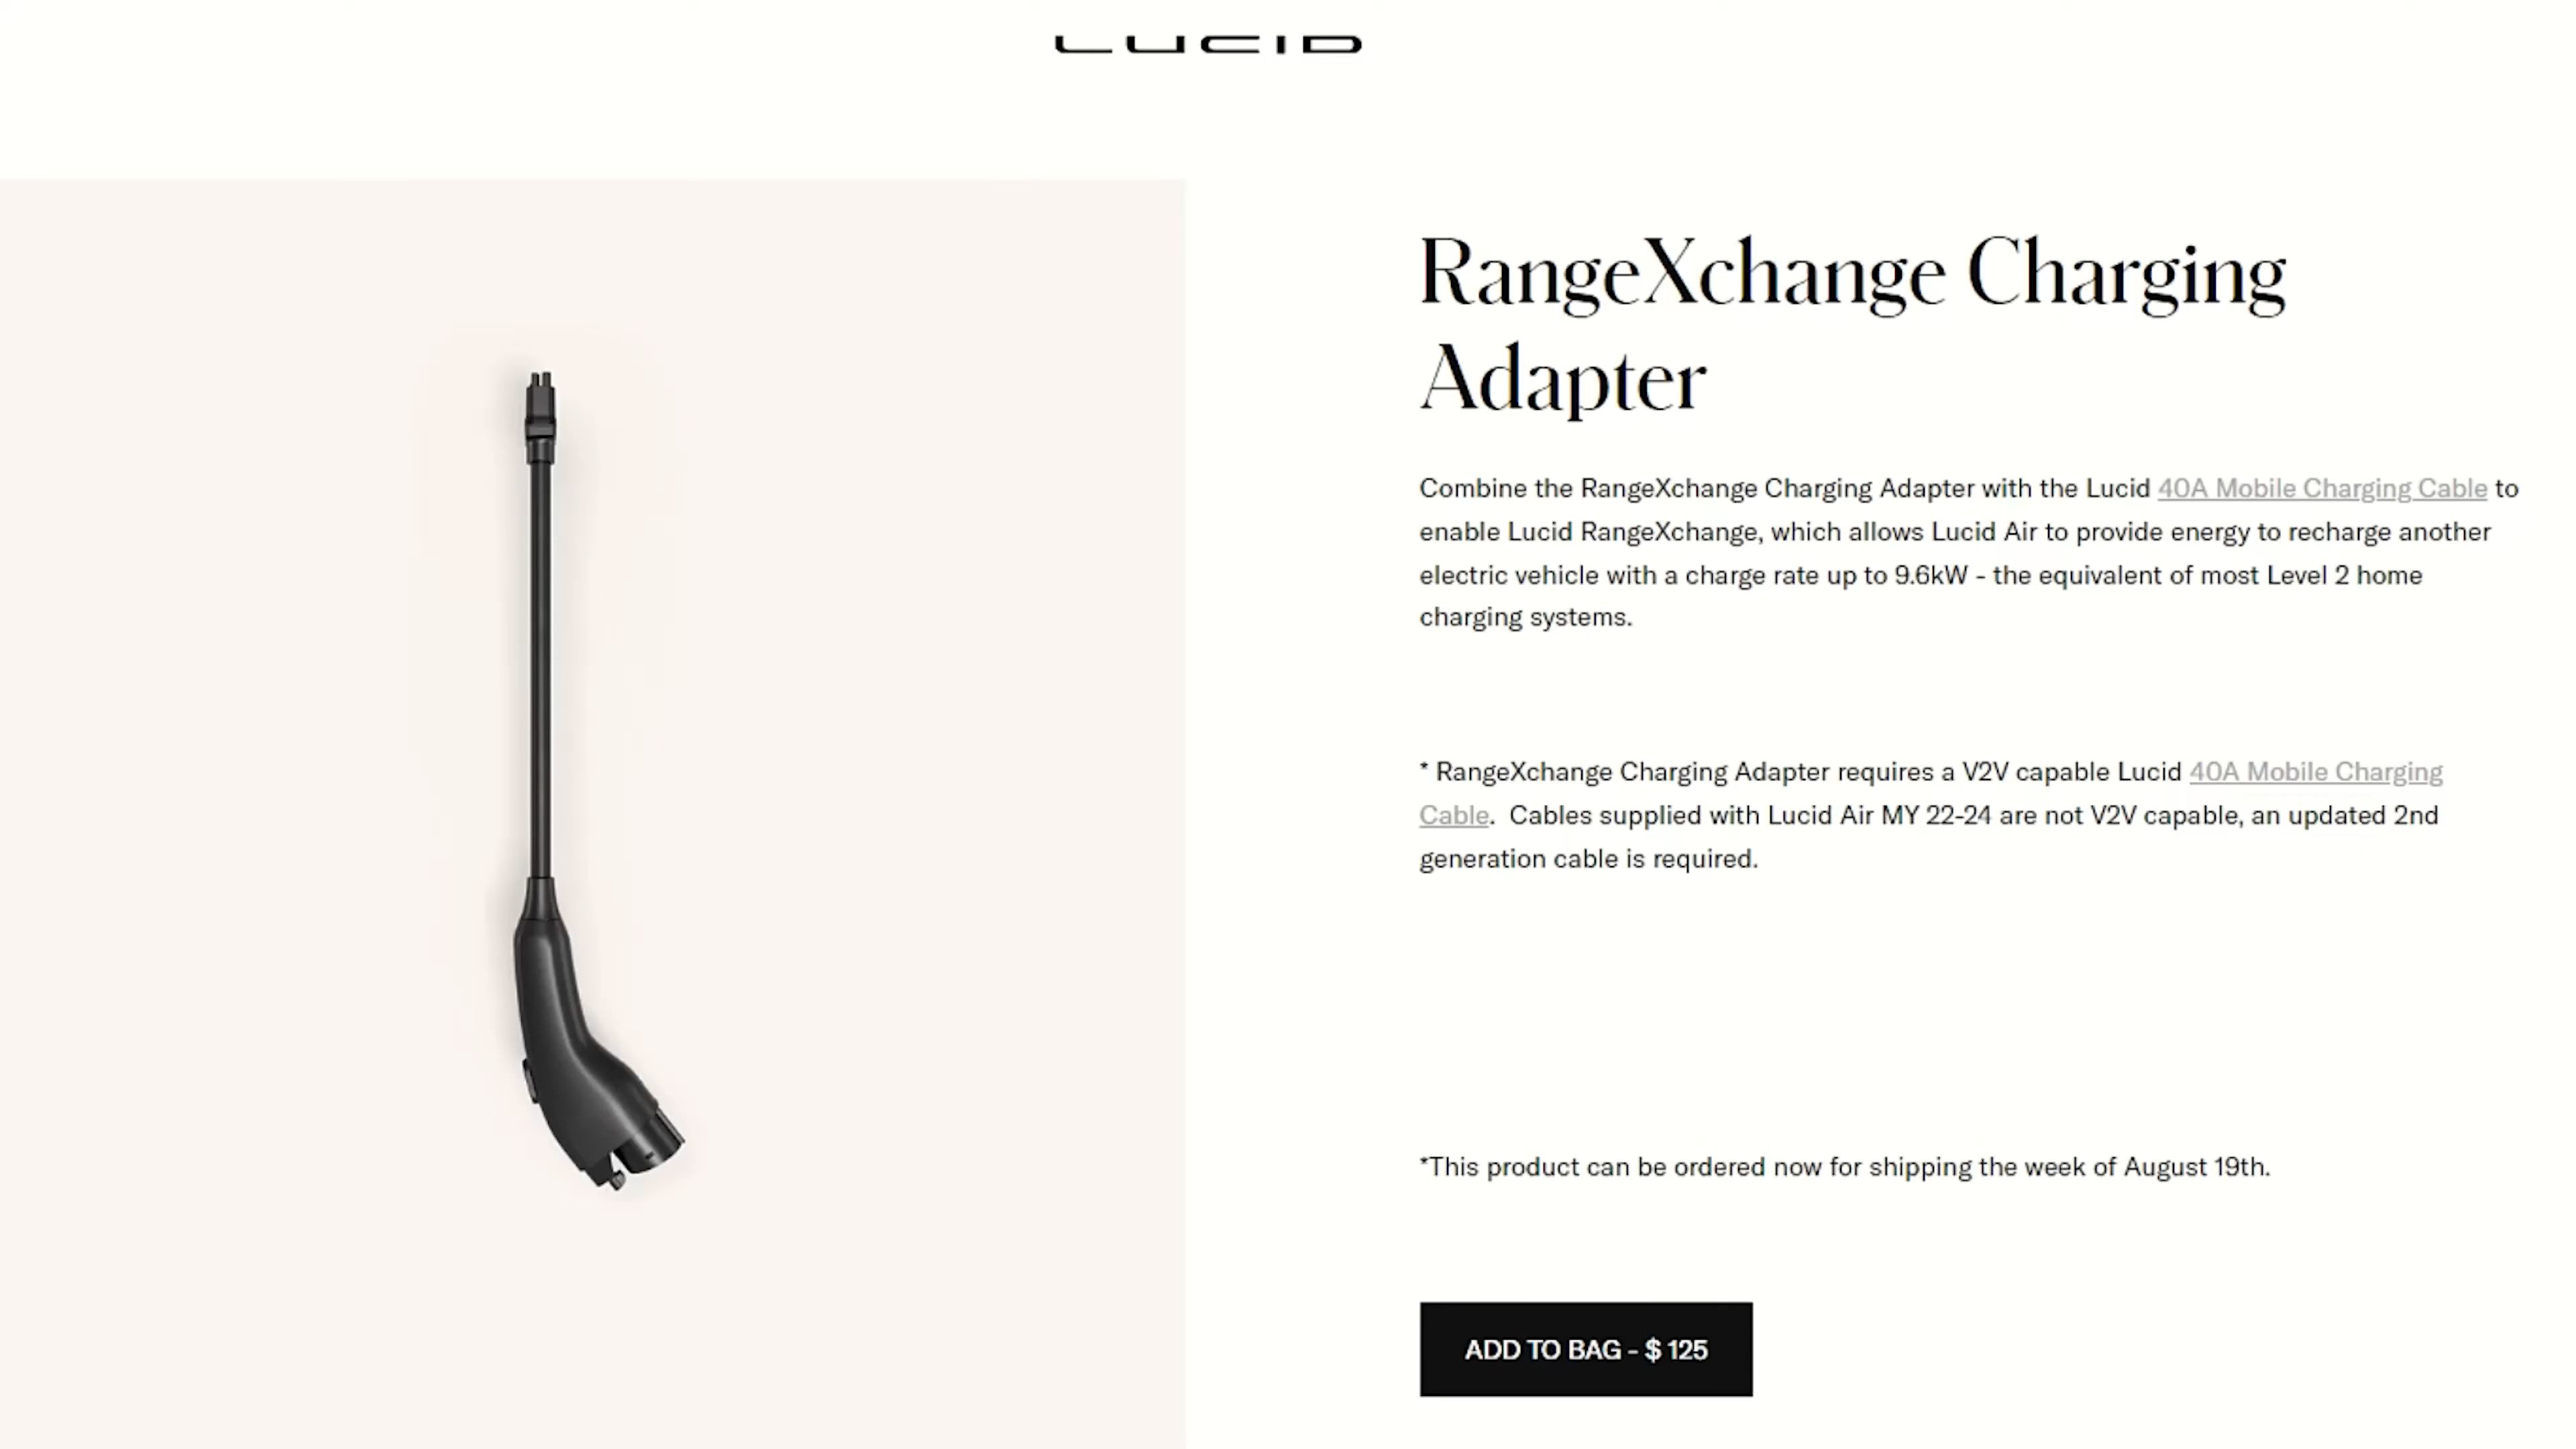 LUCID
RangeXchange Charging
Adapter
Combine the RangeXchange Charging Adapter with the Lucid 40A Mobile Charging Cable to
enable Lucid RangeXchange, which allows Lucid Air to provide energy to recharge another
electric vehicle with a charge rate up to 9.6kW - the equivalent of most Level 2 home
charging systems.
* RangeXchange Charging Adapter requires a V2V capable Lucid 40A Mobile Charging
Cable.  Cables supplied with Lucid Air MY 22-24 are not V2V capable, an updated 2nd
generation cable is required.
*This product can be ordered now for shipping the week of August 19th.
ADD TO BAG - $ 125